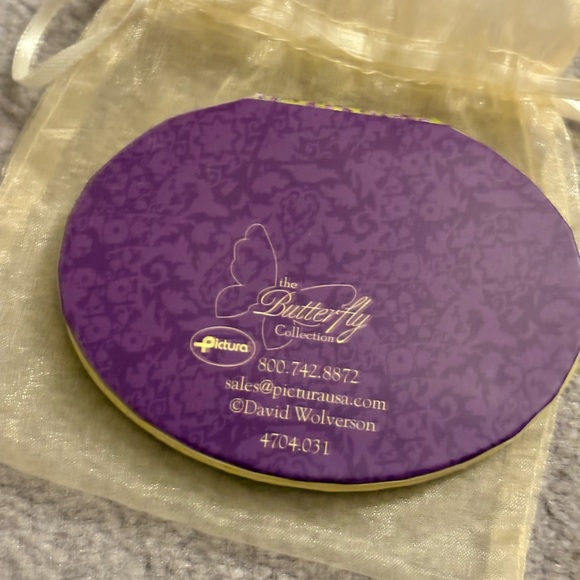 the
Butterfly
Collection
Pictura
800.742.8872
sales@picturausa.com
©David Wolverson
4704.031